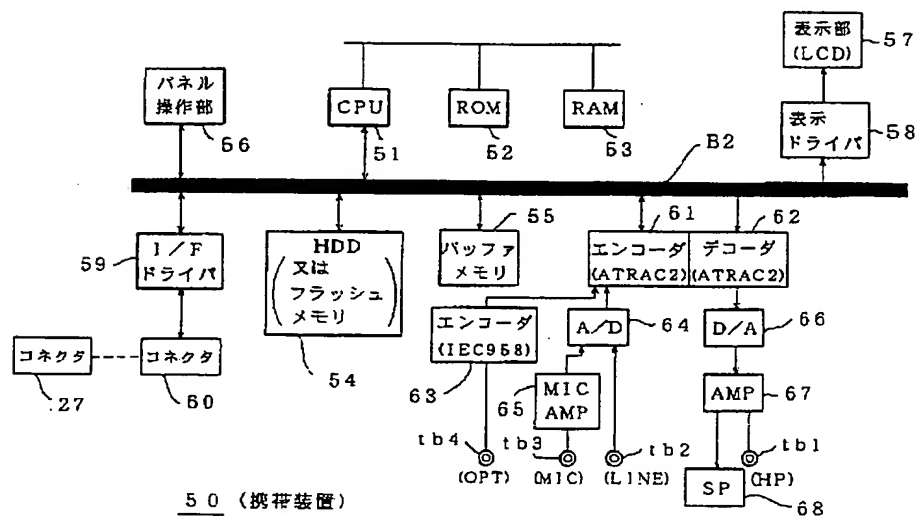 パネル
操作部
56
CPU
51
ROM
52
RAM
53
表示部
(LCD)
57
表示
ドライバ
58
B2
59
I/F
ドライバ
HDD
又は
フラッシュ
メモリ
54
55
バッファ
メモリ
61
エンコーダ
(ATRAC2)
62
デコーダ
(ATRAC2)
エンコーダ
(IEC958)
63
A/D
64
D/A
66
コネクタ
27
コネクタ
60
65
MIC
AMP
AMP
67
tb4
(OPT)
tb3
(MIC)
tb2
(LINE)
SP
68
tb1
(HP)
50 (携帯装置)